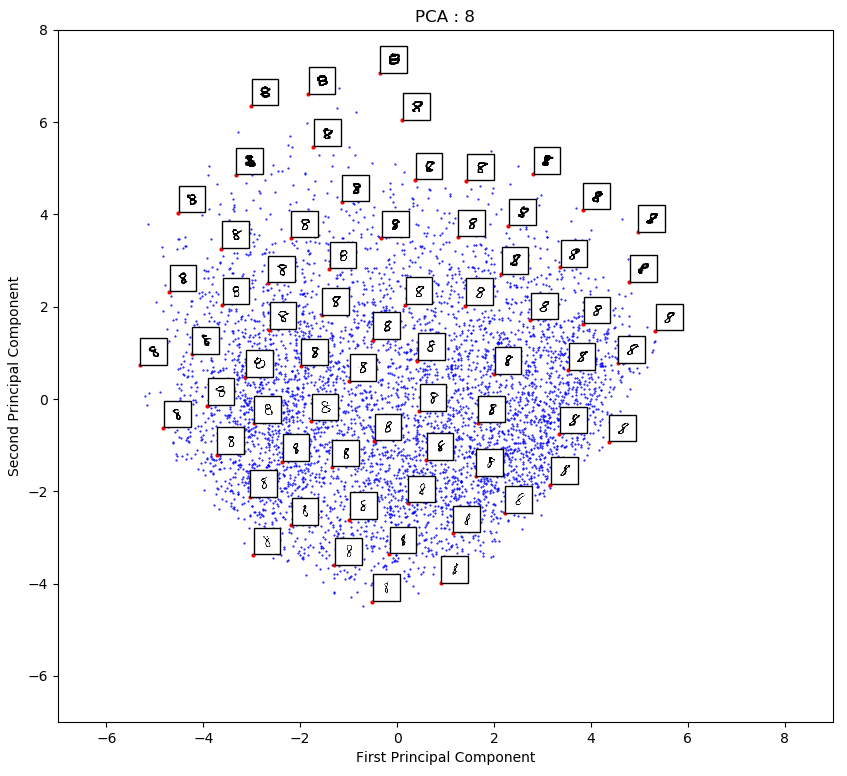 PCA : 8
8
6
4
2
0
−2
−4
−6
Second Principal Component
−6 −4 −2 0 2 4 6 8
First Principal Component